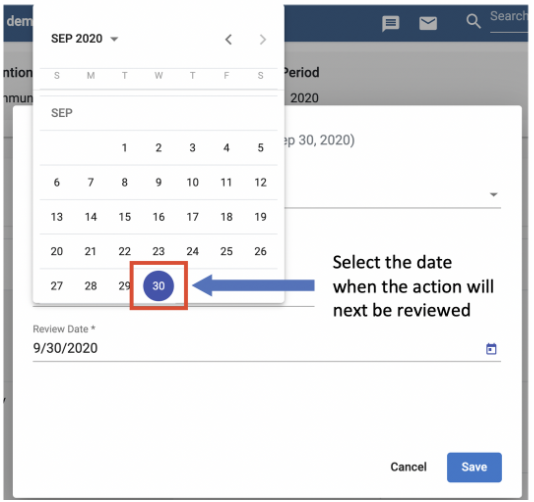 dem
Search
SEP 2020
ntion
Period
S M T W T F S
nmun
2020
SEP
ep 30, 2020)
1 2 3 4 5
6 7 8 9 10 11 12
13 14 15 16 17 18 19
20 21 22 23 24 25 26
27 28 29 30
Select the date
when the action will
next be reviewed
Review Date *
9/30/2020
Cancel Save